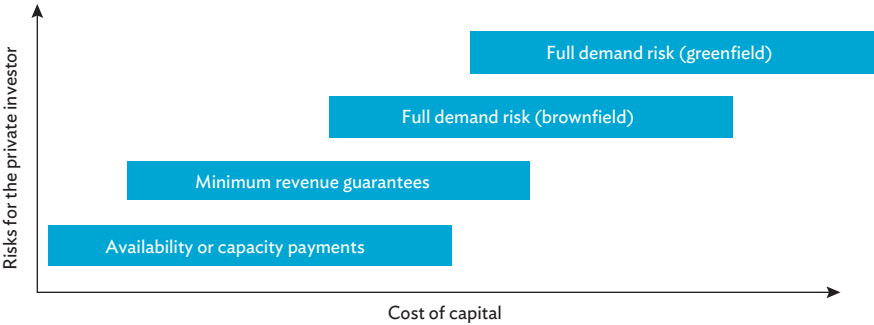 Risks for the private investor
Full demand risk (greenfield)
Full demand risk (brownfield)
Minimum revenue guarantees
Availability or capacity payments
Cost of capital